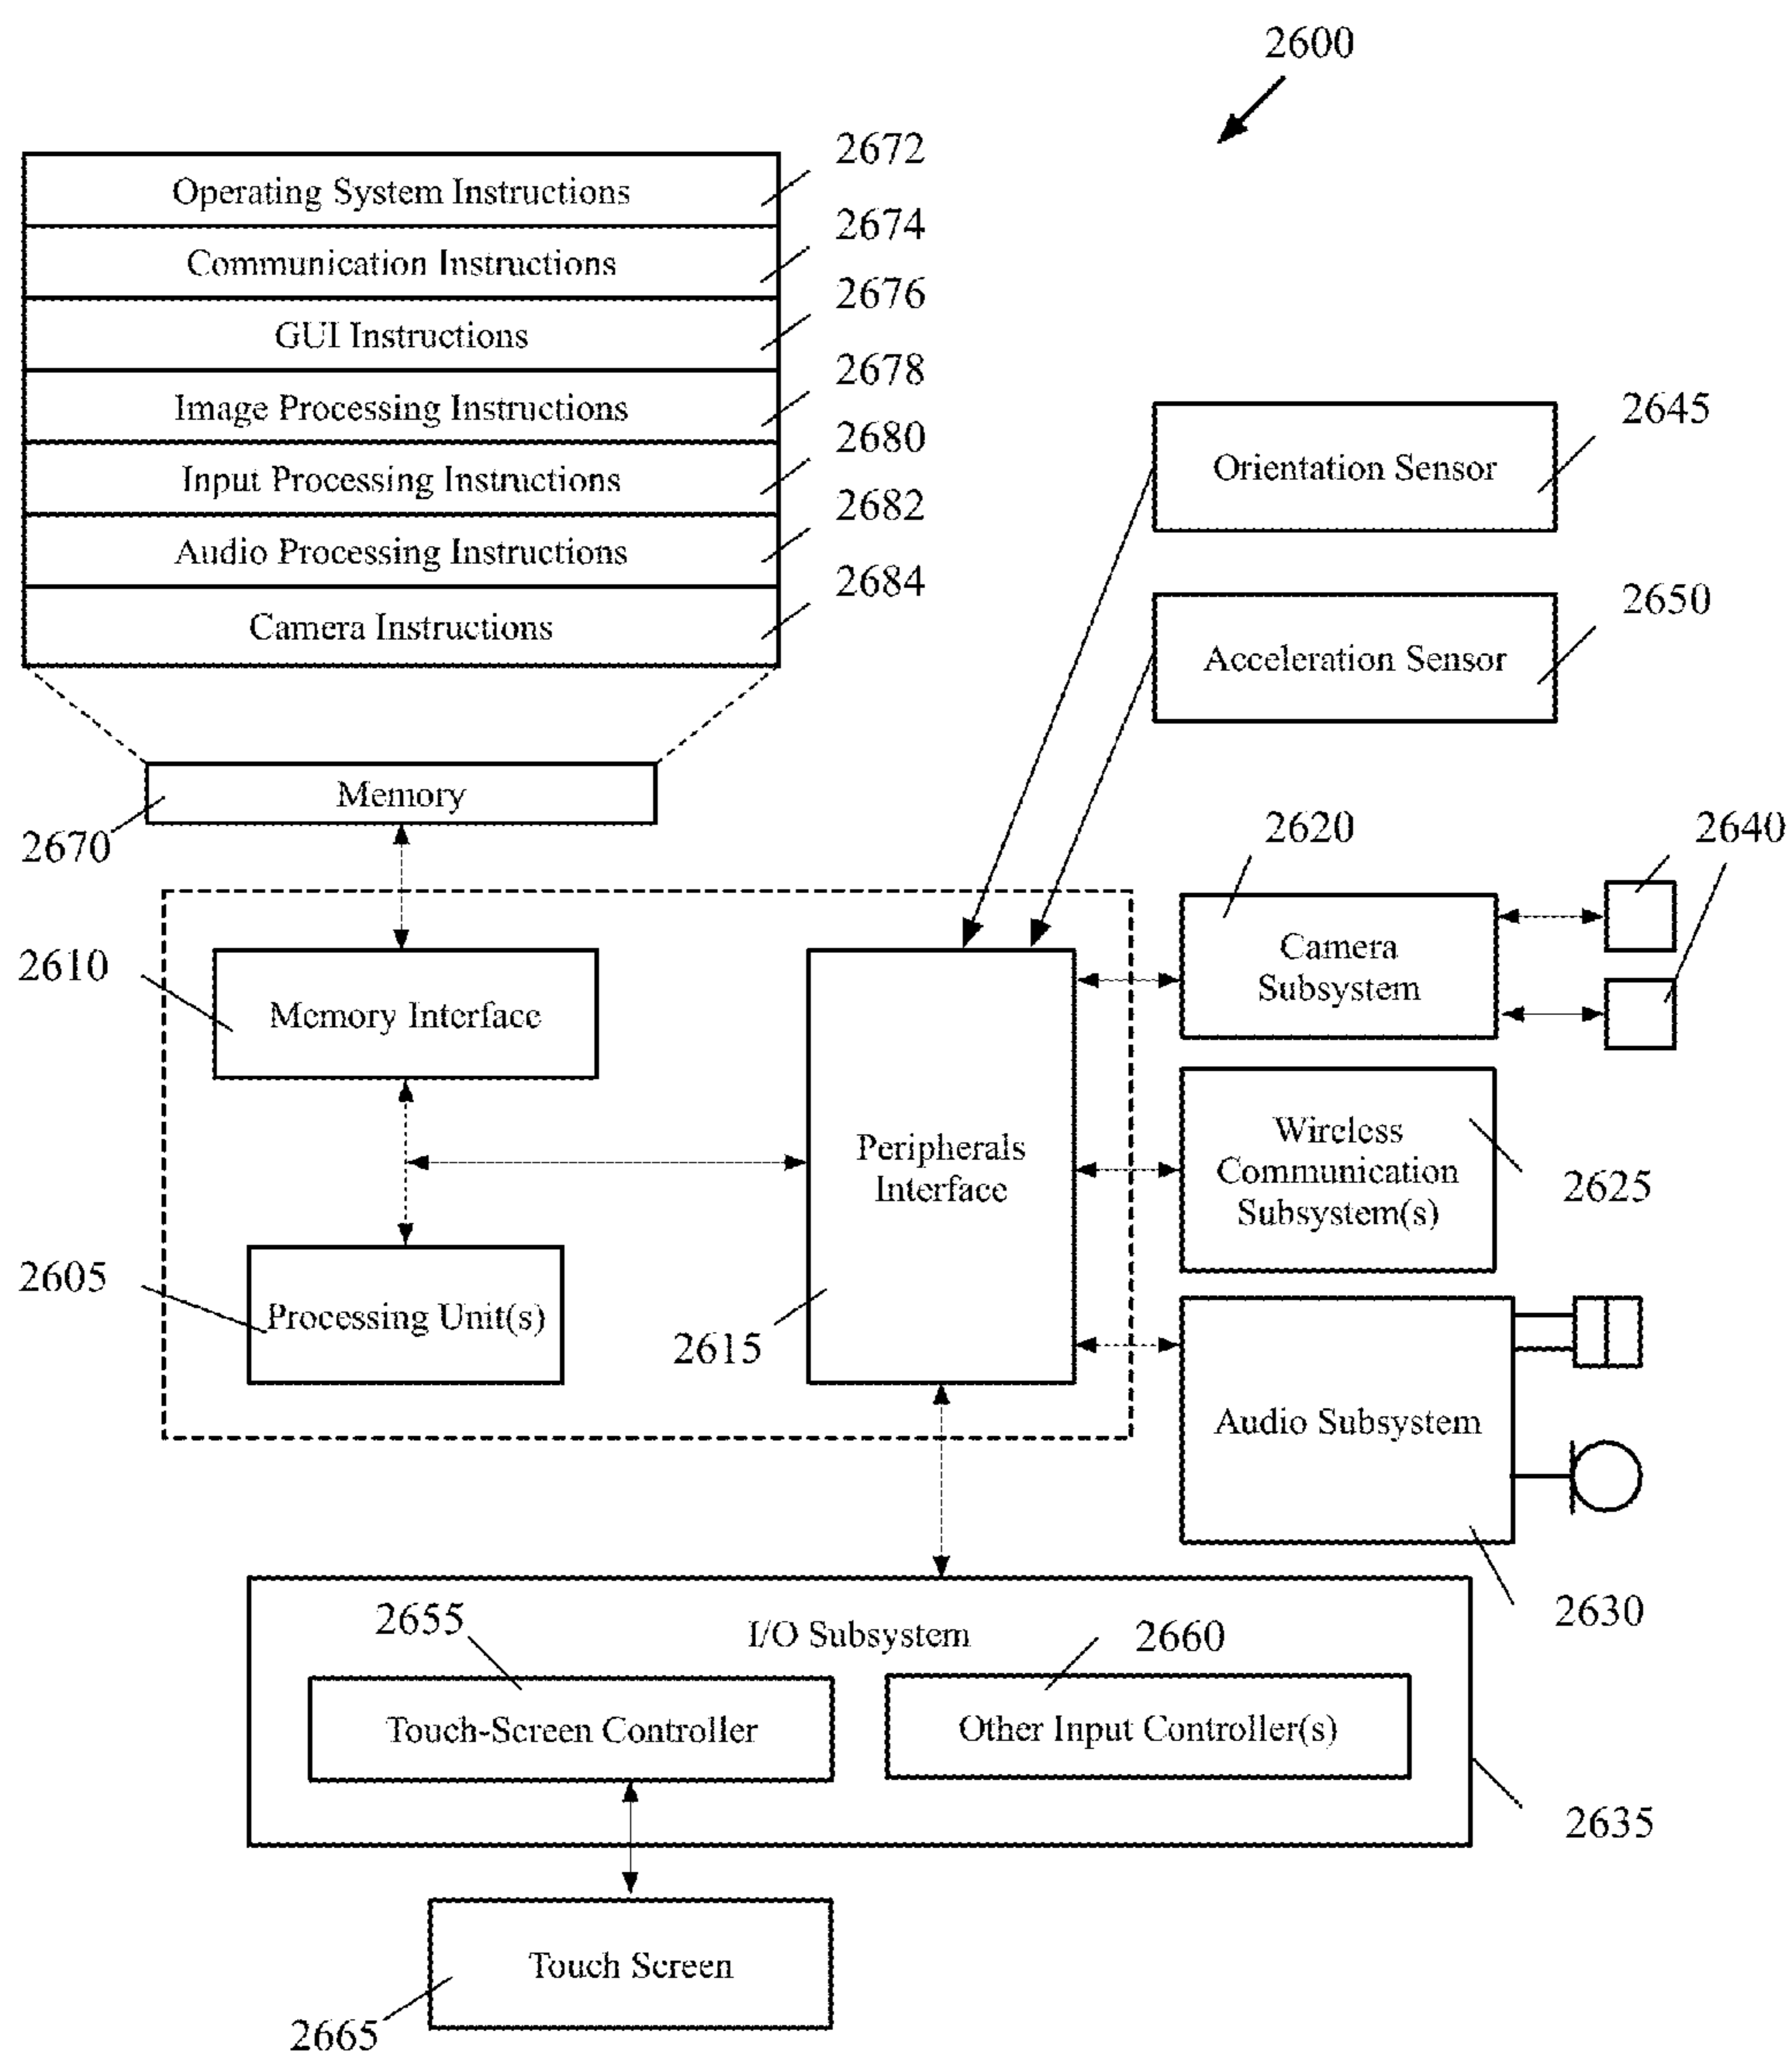 2600
Operating System Instructions
2672
Communication Instructions
2674
GUI Instructions
2676
Image Processing Instructions
2678
Input Processing Instructions
2680
Audio Processing Instructions
2682
Camera Instructions
2684
Orientation Sensor
2645
Acceleration Sensor
2650
Memory
2670
2620
2640
Camera
Subsystem
2610
Memory Interface
Peripherals
Interface
2615
Wireless
Communication
Subsystem(s)
2625
2605
Processing Unit(s)
Audio Subsystem
2630
I/O Subsystem
2655
Touch-Screen Controller
2660
Other Input Controller(s)
2635
Touch Screen
2665